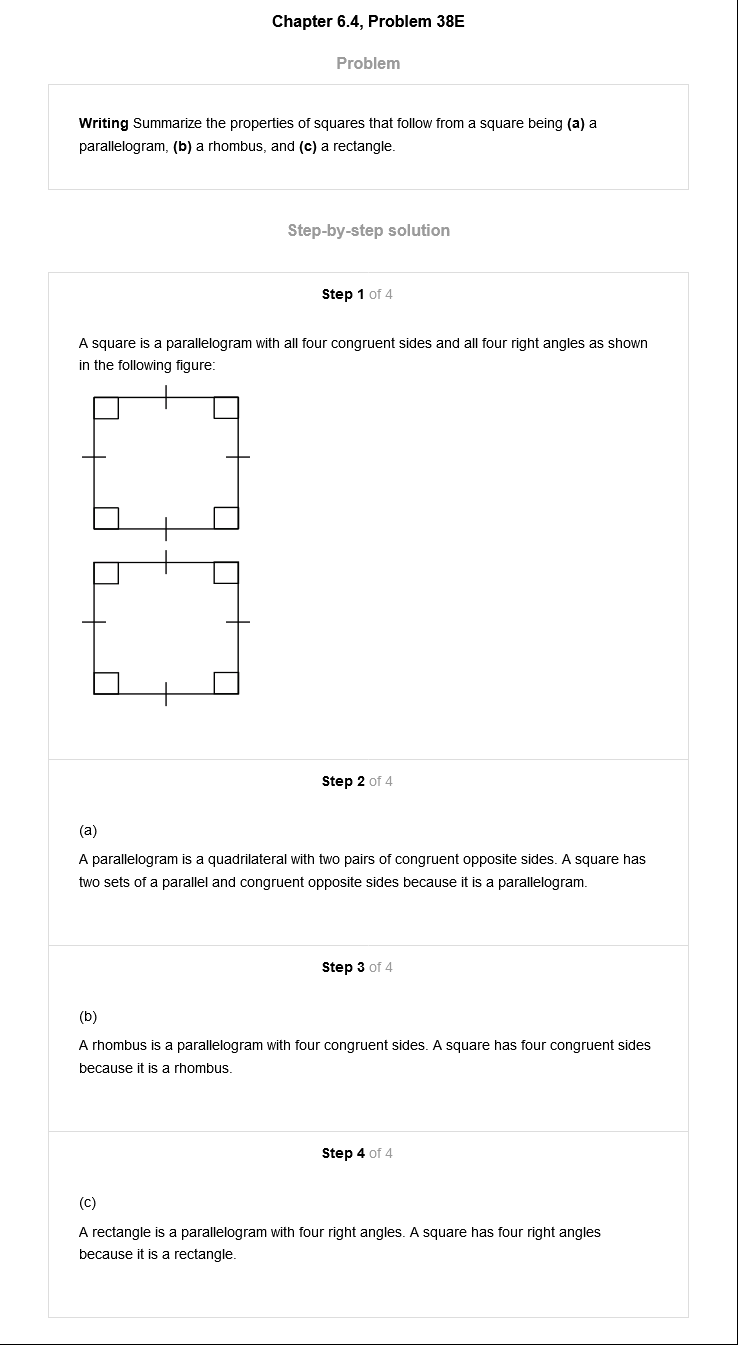 Chapter 6.4, Problem 38E
Problem
Writing Summarize the properties of squares that follow from a square being (a) a
parallelogram, (b) a rhombus, and (c) a rectangle.
Step-by-step solution
Step 1 of 4
A square is a parallelogram with all four congruent sides and all four right angles as shown
in the following figure:
Step 2 of 4
(a)
A parallelogram is a quadrilateral with two pairs of congruent opposite sides. A square has
two sets of a parallel and congruent opposite sides because it is a parallelogram.
Step 3 of 4
(b)
A rhombus is a parallelogram with four congruent sides. A square has four congruent sides
because it is a rhombus.
Step 4 of 4
(c)
A rectangle is a parallelogram with four right angles. A square has four right angles
because it is a rectangle.